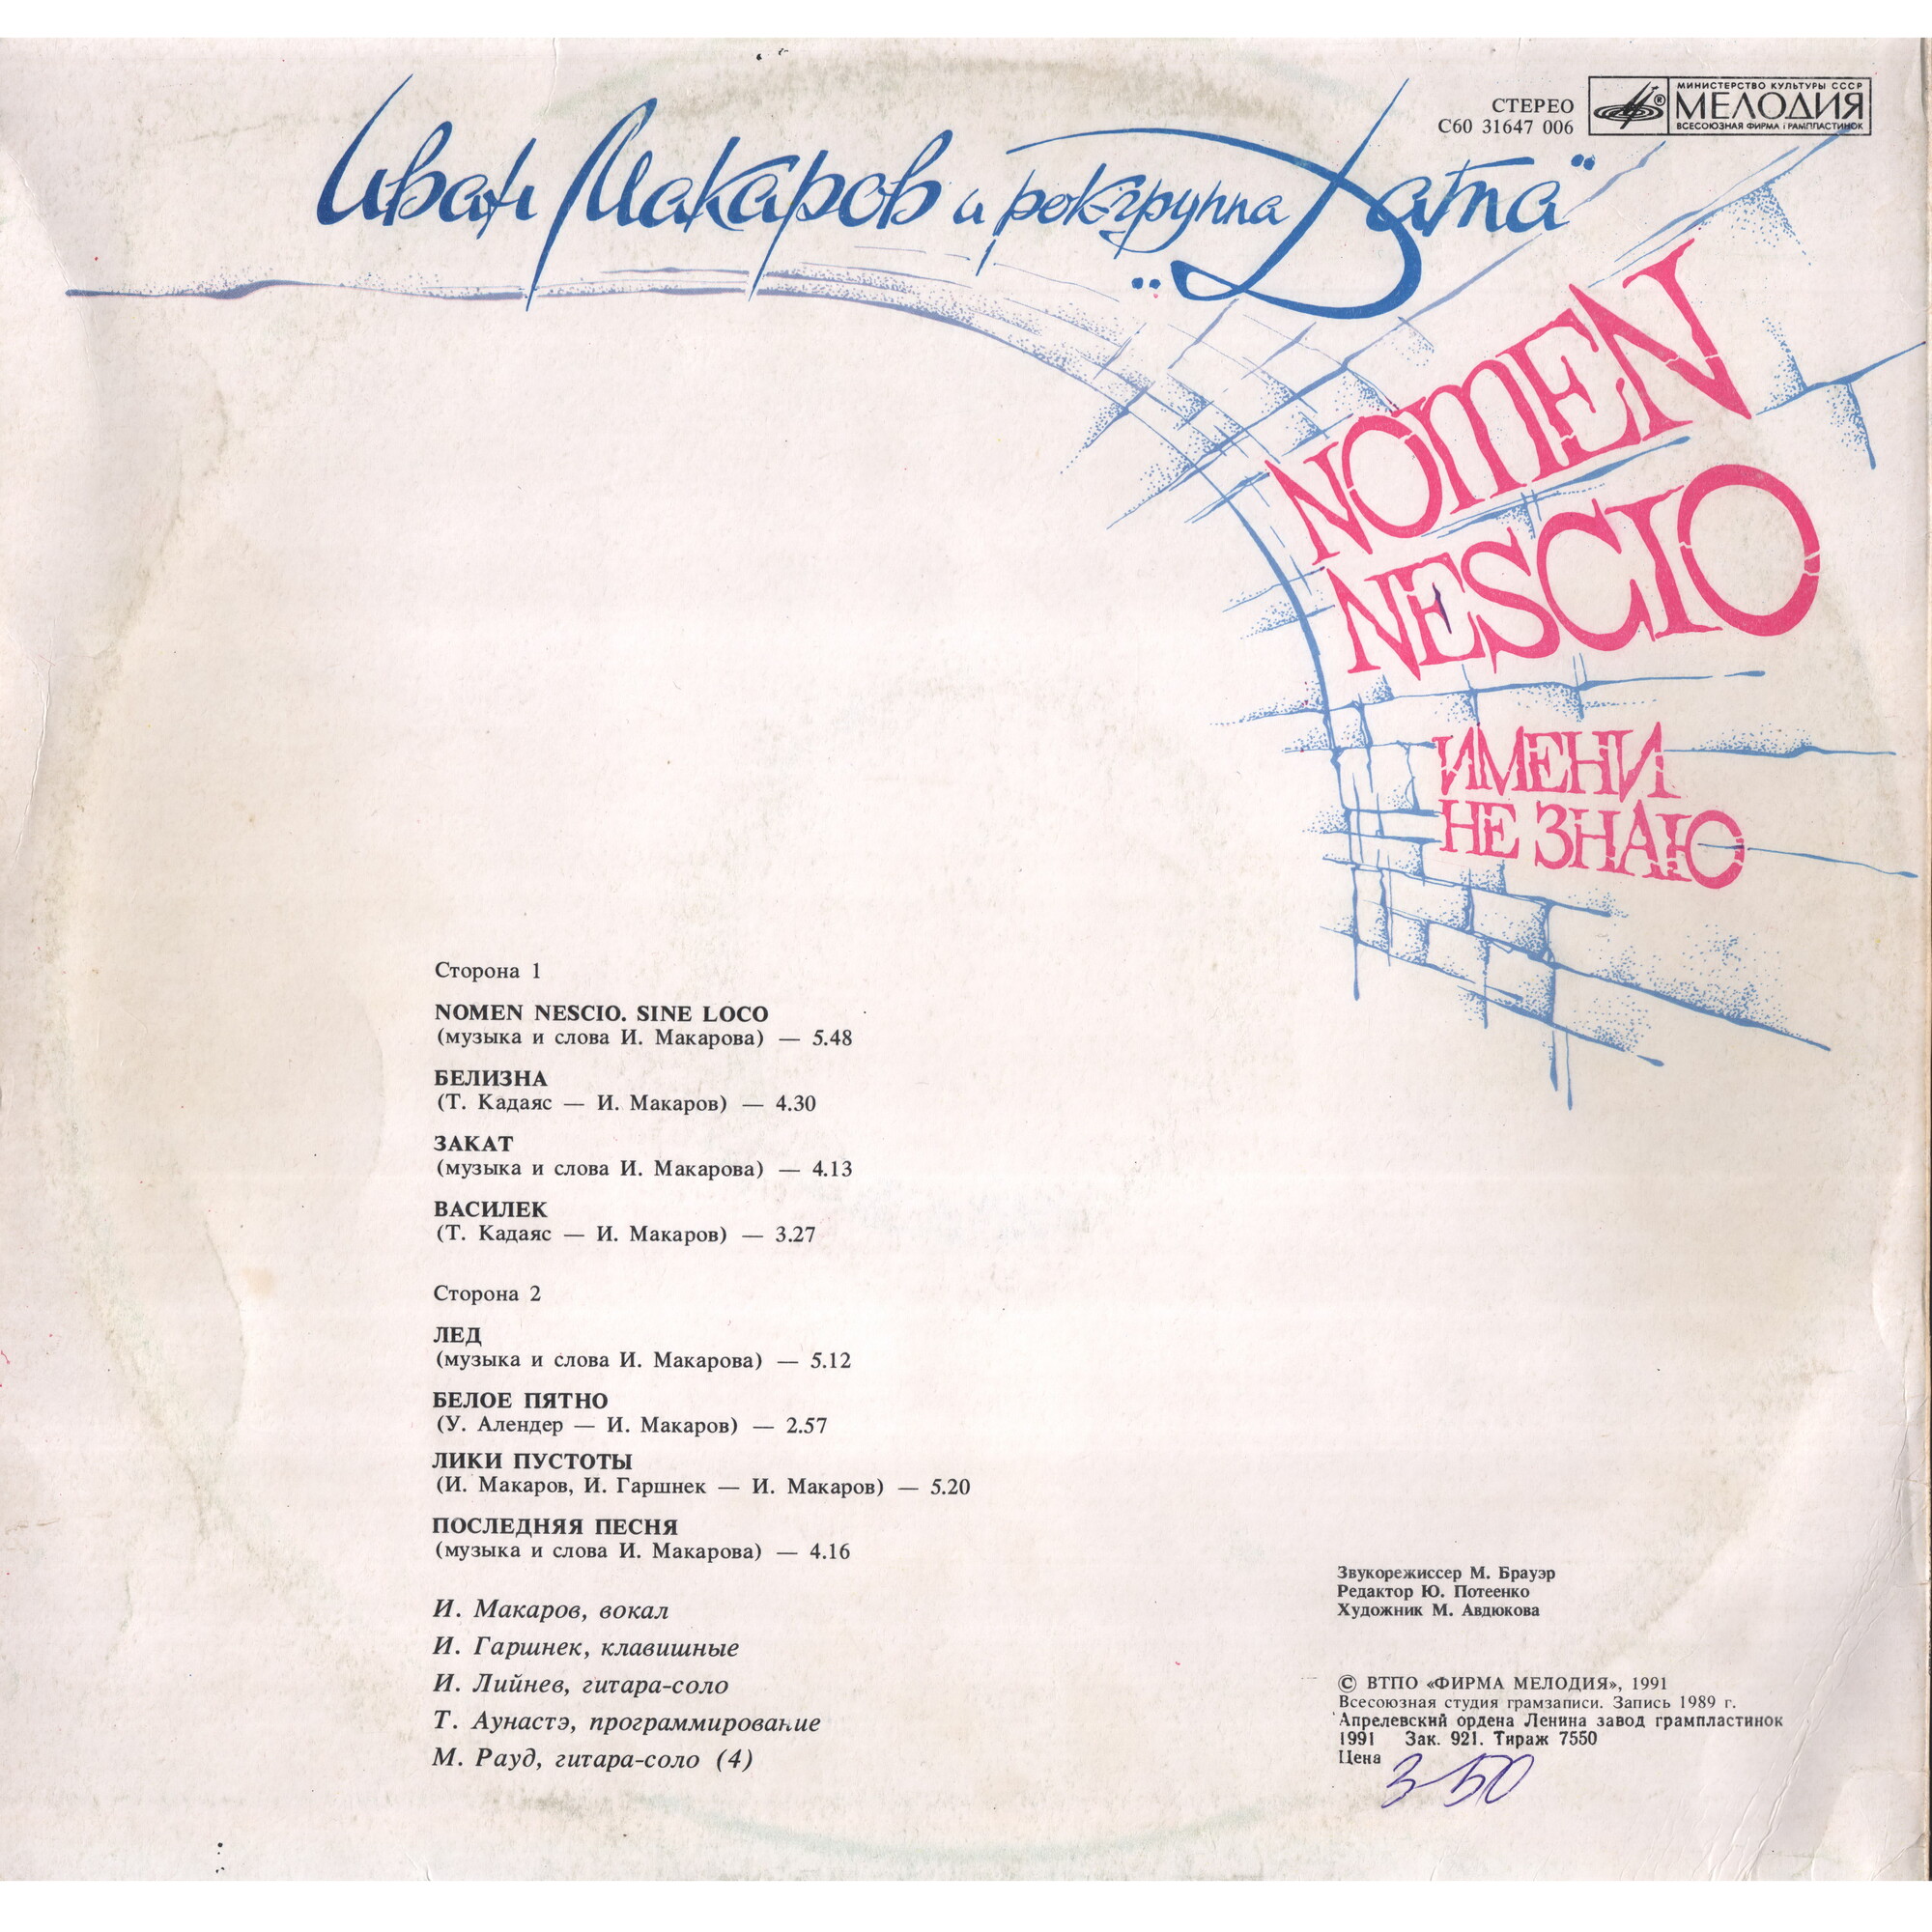 СТЕРЕО
С60 31647 006
МИНИСТЕРСТВО КУЛЬТУРЫ СССР
МЕЛОДИЯ
ВСЕСОЮЗНАЯ ФИРМА ГРАМПЛАСТИНОК
Иван Макаров и рок-группа „Дата"
NOMEN
NESCIO
ИМЕНИ
НЕ ЗНАЮ
Сторона 1
NOMEN NESCIO. SINE LOCO
(музыка и слова И. Макарова) — 5.48
БЕЛИЗНА
(Т. Кадаяс — И. Макаров) — 4.30
ЗАКАТ
(музыка и слова И. Макарова) — 4.13
ВАСИЛЕК
(Т. Кадаяс — И. Макаров) — 3.27
Сторона 2
ЛЕД
(музыка и слова И. Макарова) — 5.12
БЕЛОЕ ПЯТНО
(У. Алендер — И. Макаров) — 2.57
ЛИКИ ПУСТОТЫ
(И. Макаров, И. Гаршнек — И. Макаров) — 5.20
ПОСЛЕДНЯЯ ПЕСНЯ
(музыка и слова И. Макарова) — 4.16
И. Макаров, вокал
И. Гаршнек, клавишные
И. Лийнев, гитара-соло
Т. Аунастэ, программирование
М. Рауд, гитара-соло (4)
Звукорежиссер М. Брауэр
Редактор Ю. Потеенко
Художник М. Авдюкова
© ВТПО «ФИРМА МЕЛОДИЯ», 1991
Всесоюзная студия грамзаписи. Запись 1989 г.
Апрелевский ордена Ленина завод грампластинок
1991 Зак. 921. Тираж 7550
Цена 3-50